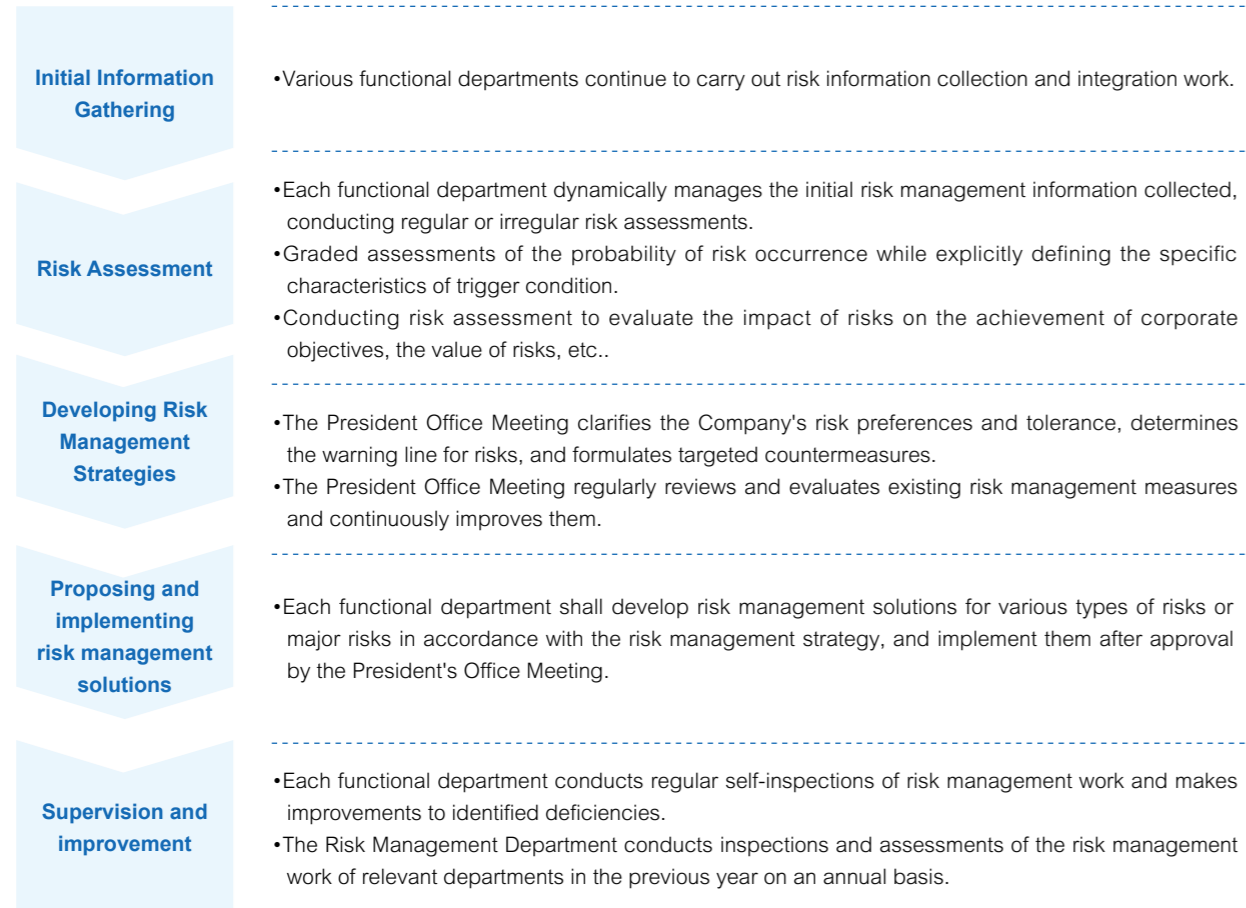 Initial Information
Gathering
•Various functional departments continue to carry out risk information collection and integration work.
Risk Assessment
•Each functional department dynamically manages the initial risk management information collected,
conducting regular or irregular risk assessments.
•Graded assessments of the probability of risk occurrence while explicitly defining the specific
characteristics of trigger condition.
•Conducting risk assessment to evaluate the impact of risks on the achievement of corporate
objectives, the value of risks, etc..
Developing Risk
Management
Strategies
•The President Office Meeting clarifies the Company's risk preferences and tolerance, determines
the warning line for risks, and formulates targeted countermeasures.
•The President Office Meeting regularly reviews and evaluates existing risk management measures
and continuously improves them.
Proposing and
implementing
risk management
solutions
•Each functional department shall develop risk management solutions for various types of risks or
major risks in accordance with the risk management strategy, and implement them after approval
by the President's Office Meeting.
Supervision and
improvement
•Each functional department conducts regular self-inspections of risk management work and makes
improvements to identified deficiencies.
•The Risk Management Department conducts inspections and assessments of the risk management
work of relevant departments in the previous year on an annual basis.